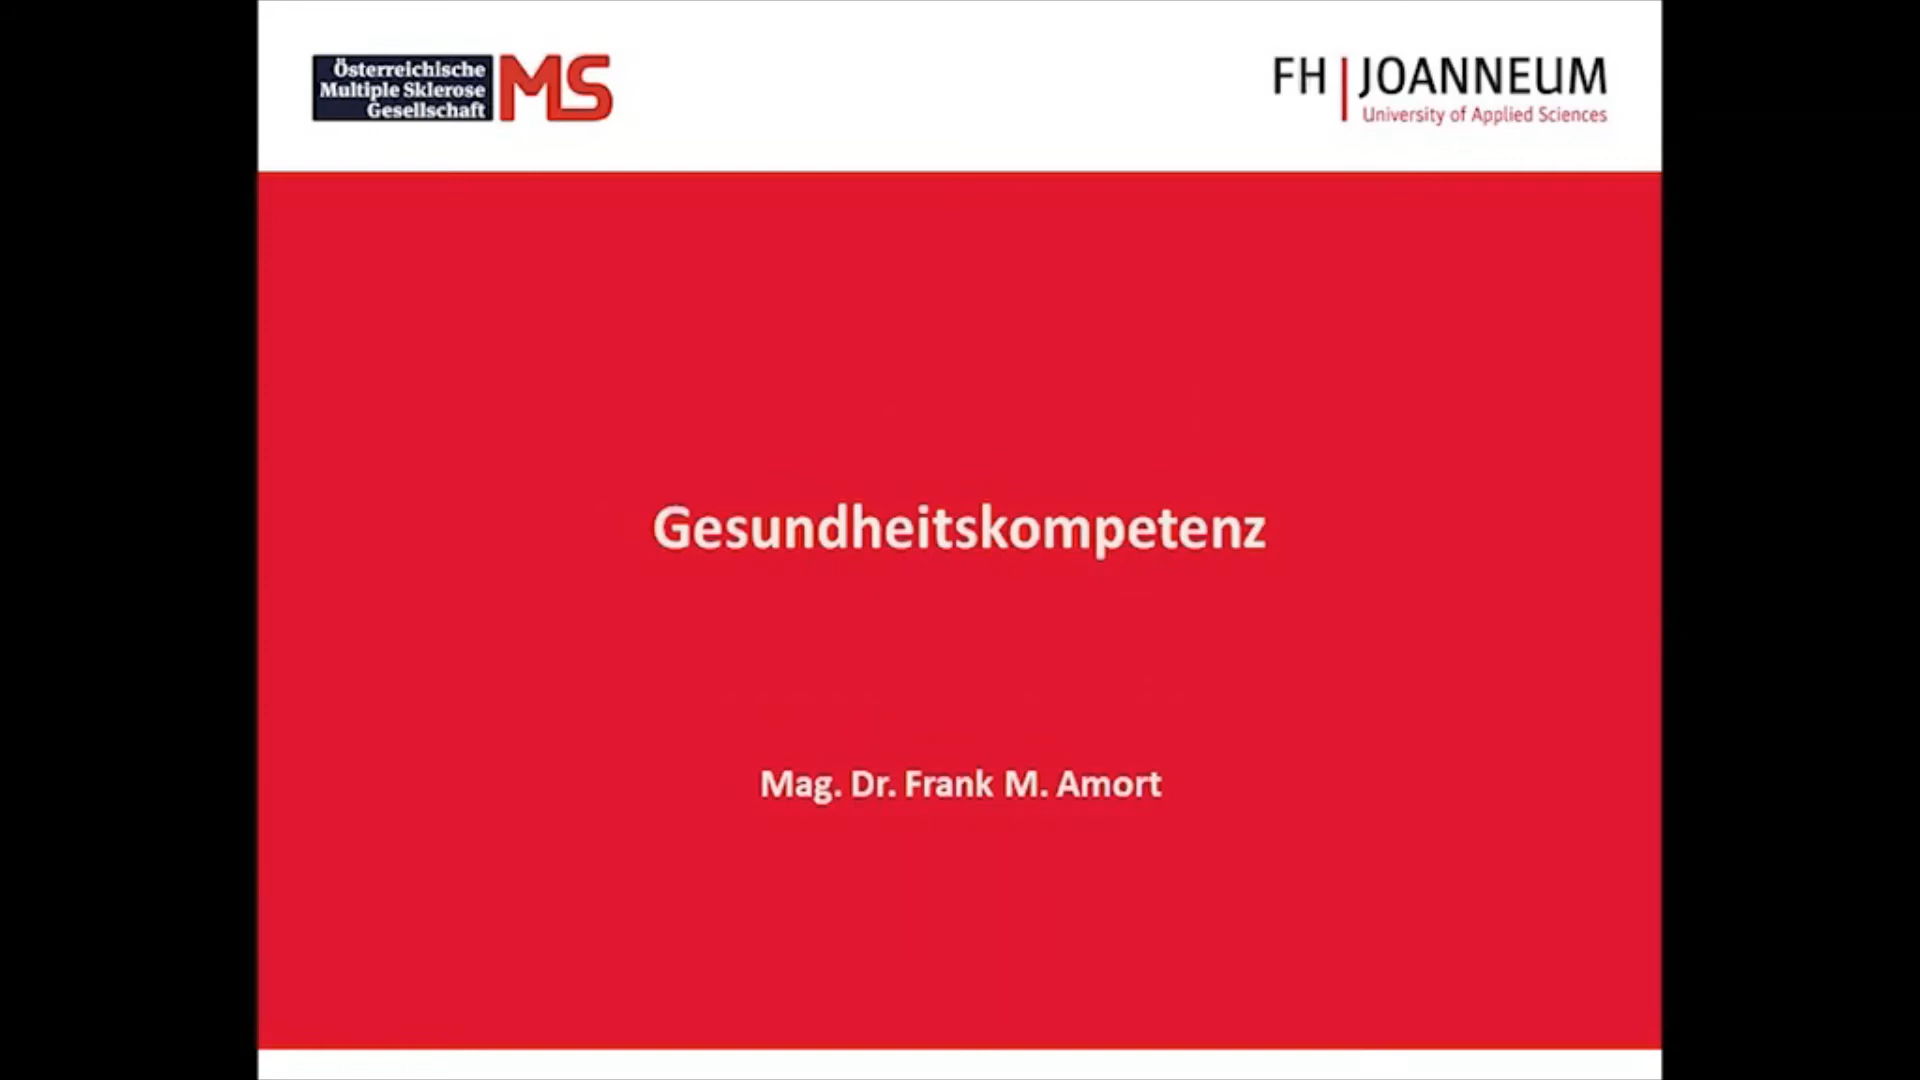 Österreichische
Multiple Sklerose
Gesellschaft
MS
FH | JOANNEUM
University of Applied Sciences
Gesundheitskompetenz
Mag. Dr. Frank M. Amort